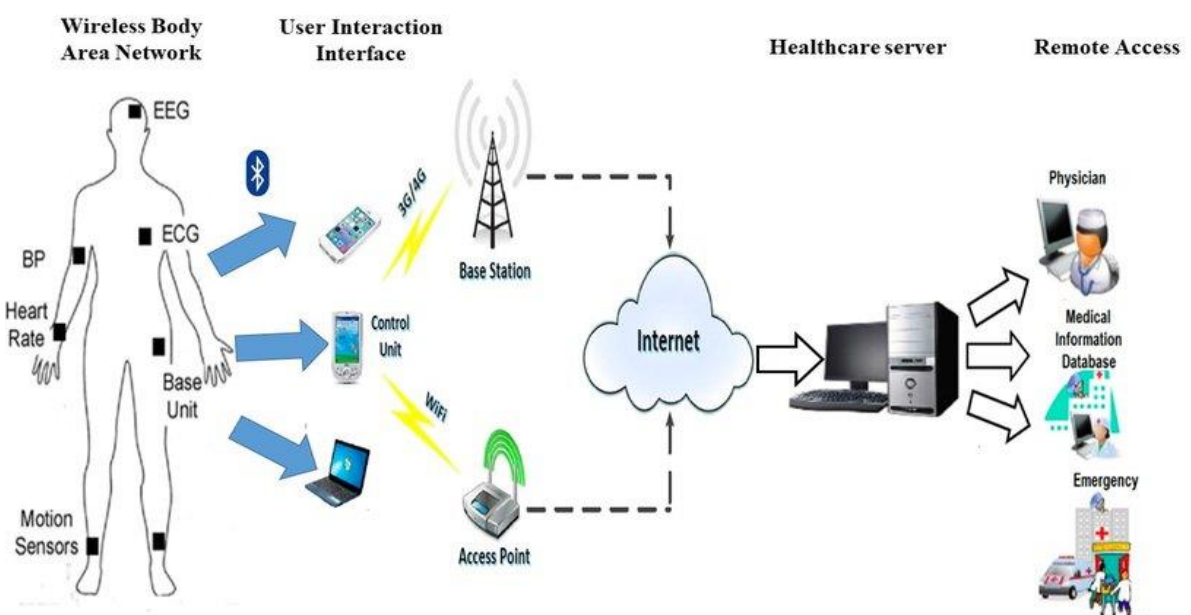 Wireless Body
Area Network
User Interaction
Interface
Healthcare server
Remote Access
EEG
ECG
BP
Heart
Rate
Base
Unit
Motion
Sensors
3G/4G
Control
Unit
WiFi
Base Station
Access Point
Internet
Physician
Medical
Information
Database
Emergency